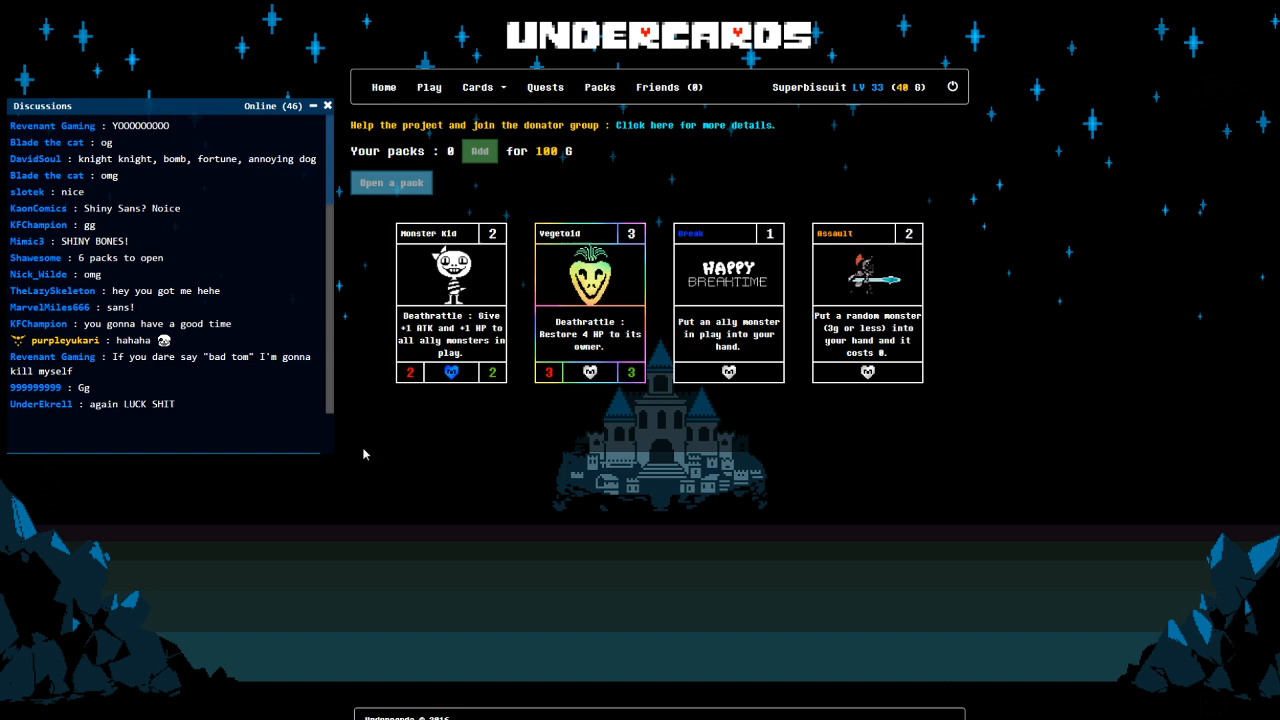 UNDERCARDS
Home Play Cards Quests Packs Friends (0) Superbiscuit LV 33 (40 G)
Discussions Online (46)
Revenant Gaming : YOOOOOOOOO
Blade the cat : og
DavidSoul : knight knight, bomb, fortune, annoying dog
Blade the cat : omg
slotek : nice
KaonComics : Shiny Sans? Noice
KFChampion : gg
Mimic3 : SHINY BONES!
Shawesome : 6 packs to open
Nick_Wilde : omg
TheLazySkeleton : hey you got me hehe
MarvelMiles666 : sans!
KFChampion : you gonna have a good time
purpleyukari : hahaha
Revenant Gaming : If you dare say "bad tom" I'm gonna
kill myself
999999999 : Gg
UnderEkrell : again LUCK SHIT
Help the project and join the donator group : Click here for more details.
Your packs : 0 Add for 100 G
Open a pack
Monster Kid 2
Deathrattle : Give
+1 ATK and +1 HP to
all ally monsters in
play.
2 2
Vegetoid 3
Deathrattle :
Restore 4 HP to its
owner.
3 3
Break 1
HAPPY
BREAKTIME
Put an ally monster
in play into your
hand.
Assault 2
Put a random monster
(3g or less) into
your hand and it
costs 0.
Undercards © 2016